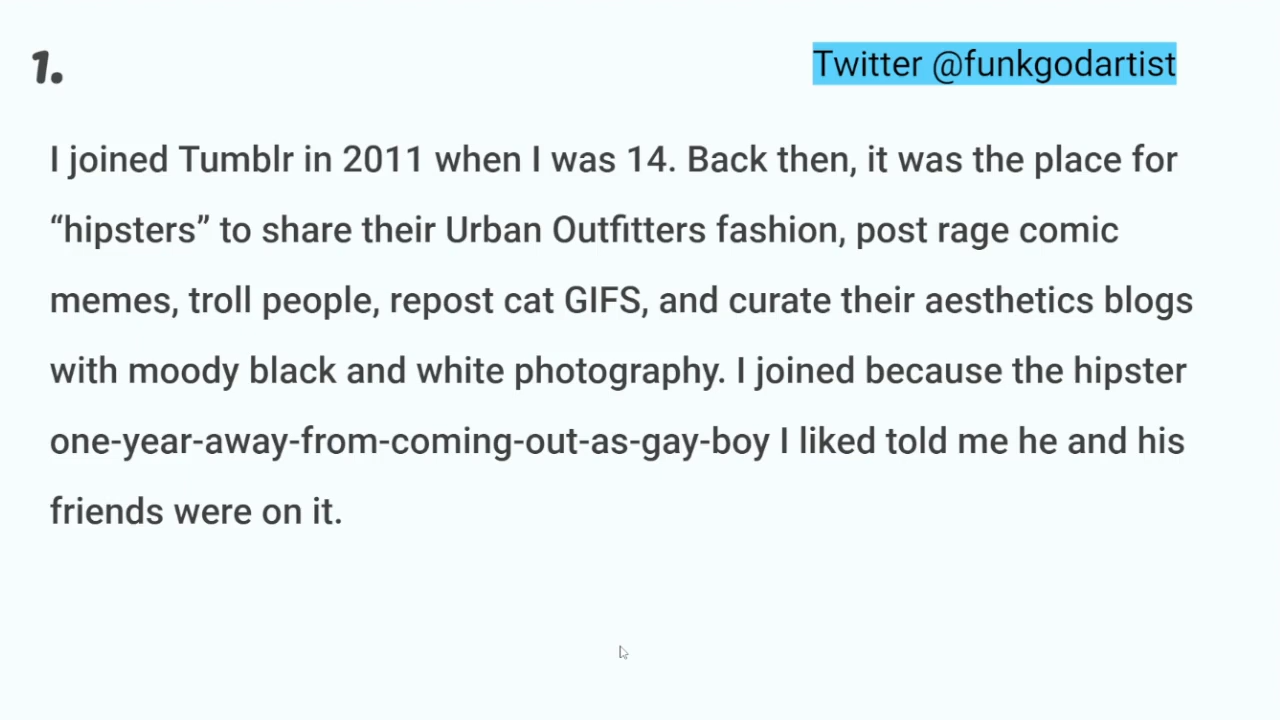 1.
Twitter @funkgodartist
I joined Tumblr in 2011 when I was 14. Back then, it was the place for
“hipsters” to share their Urban Outfitters fashion, post rage comic
memes, troll people, repost cat GIFS, and curate their aesthetics blogs
with moody black and white photography. I joined because the hipster
one-year-away-from-coming-out-as-gay-boy I liked told me he and his
friends were on it.